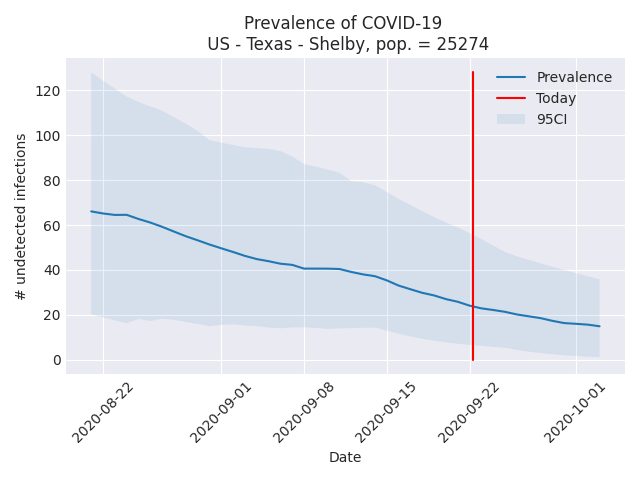 Prevalence of COVID-19
US - Texas - Shelby, pop. = 25274
Prevalence
Today
95CI
# undetected infections
120
100
80
60
40
20
0
2020-08-22
2020-09-01
2020-09-08
2020-09-15
2020-09-22
2020-10-01
Date